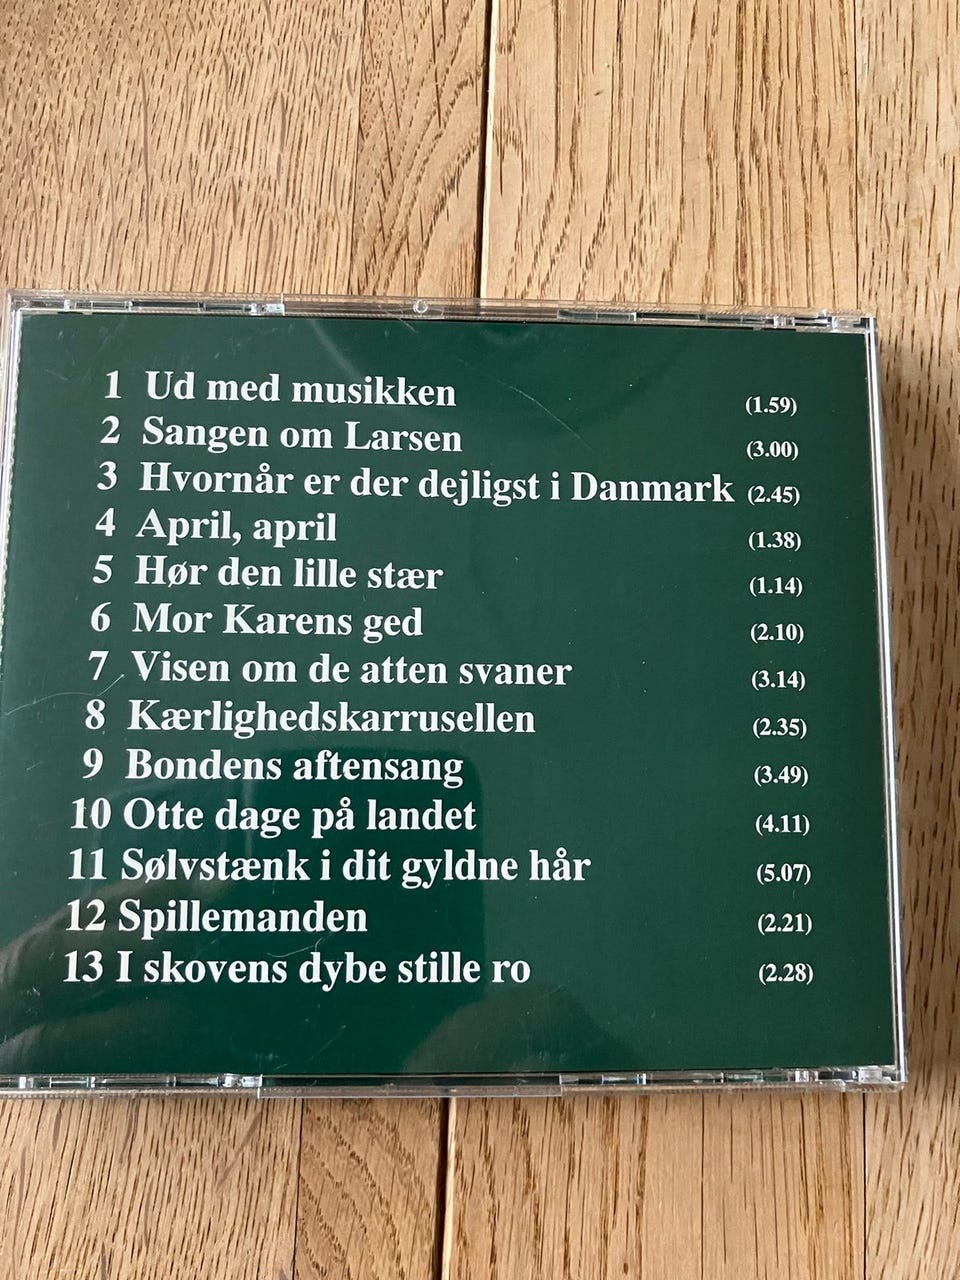 1 Ud med musikken (1.59)
2 Sangen om Larsen (3.00)
3 Hvornår er der dejligst i Danmark (2.45)
4 April, april (1.38)
5 Hør den lille stær (1.14)
6 Mor Karens ged (2.10)
7 Visen om de atten svaner (3.14)
8 Kærlighedskarrusellen (2.35)
9 Bondens aftensang (3.49)
10 Otte dage på landet (4.11)
11 Sølvstænk i dit gyldne hår (5.07)
12 Spillemanden (2.21)
13 I skovens dybe stille ro (2.28)